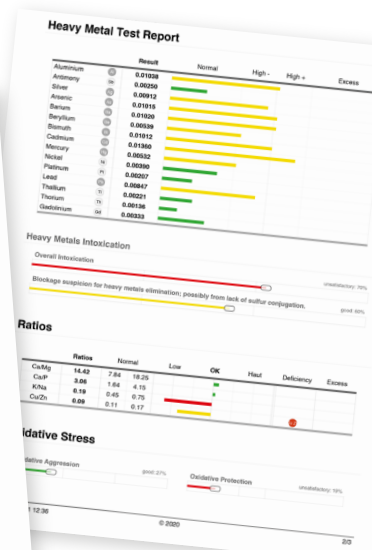 Heavy Metal Test Report
Result Normal High - High + Excess
Aluminium 0.01038
Antimony 0.00250
Silver 0.00912
Arsenic 0.01015
Barium 0.01020
Beryllium 0.00539
Bismuth 0.01012
Cadmium 0.01360
Mercury 0.00532
Nickel 0.00350
Platinum 0.00207
Lead 0.00847
Thallium 0.00221
Thorium 0.00136
Gadolinium 0.00333
Heavy Metals Intoxication
Overall Intoxication unsatisfactory: 76%
Blockage suspicion for heavy metals elimination; possibly from lack of sulfur conjugation. good: 60%
Ratios
Ratios Normal Low OK Haut Deficiency Excess
Ca/Mg 14.42 7.84 18.25
Ca/P 3.06 1.64 4.15
K/Na 0.19 0.45 0.75
Cu/Zn 0.09 0.11 0.17
idative Stress
dative Aggression good: 27% Oxidative Protection unsatisfactory: 19%
12:36 © 2020 2/3